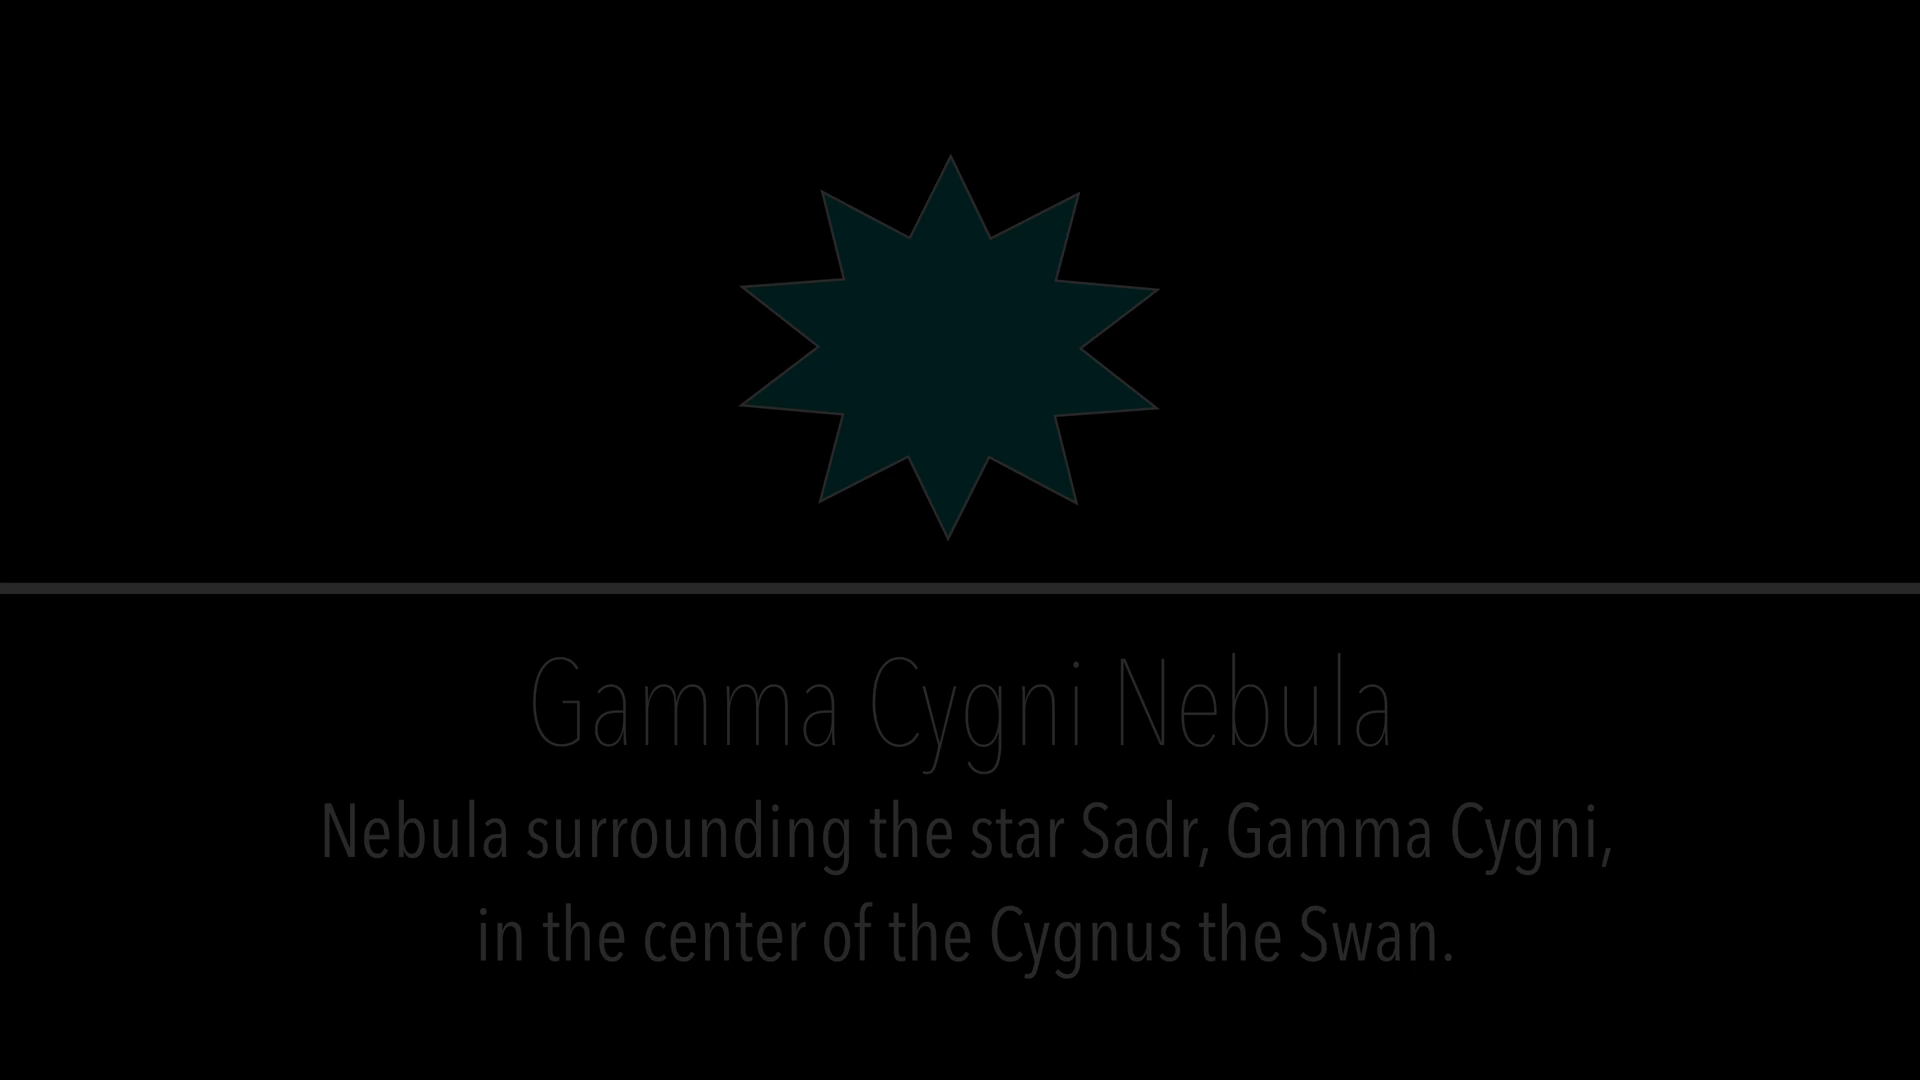 Gamma Cygni Nebula
Nebula surrounding the star Sadr, Gamma Cygni,
in the center of the Cygnus the Swan.